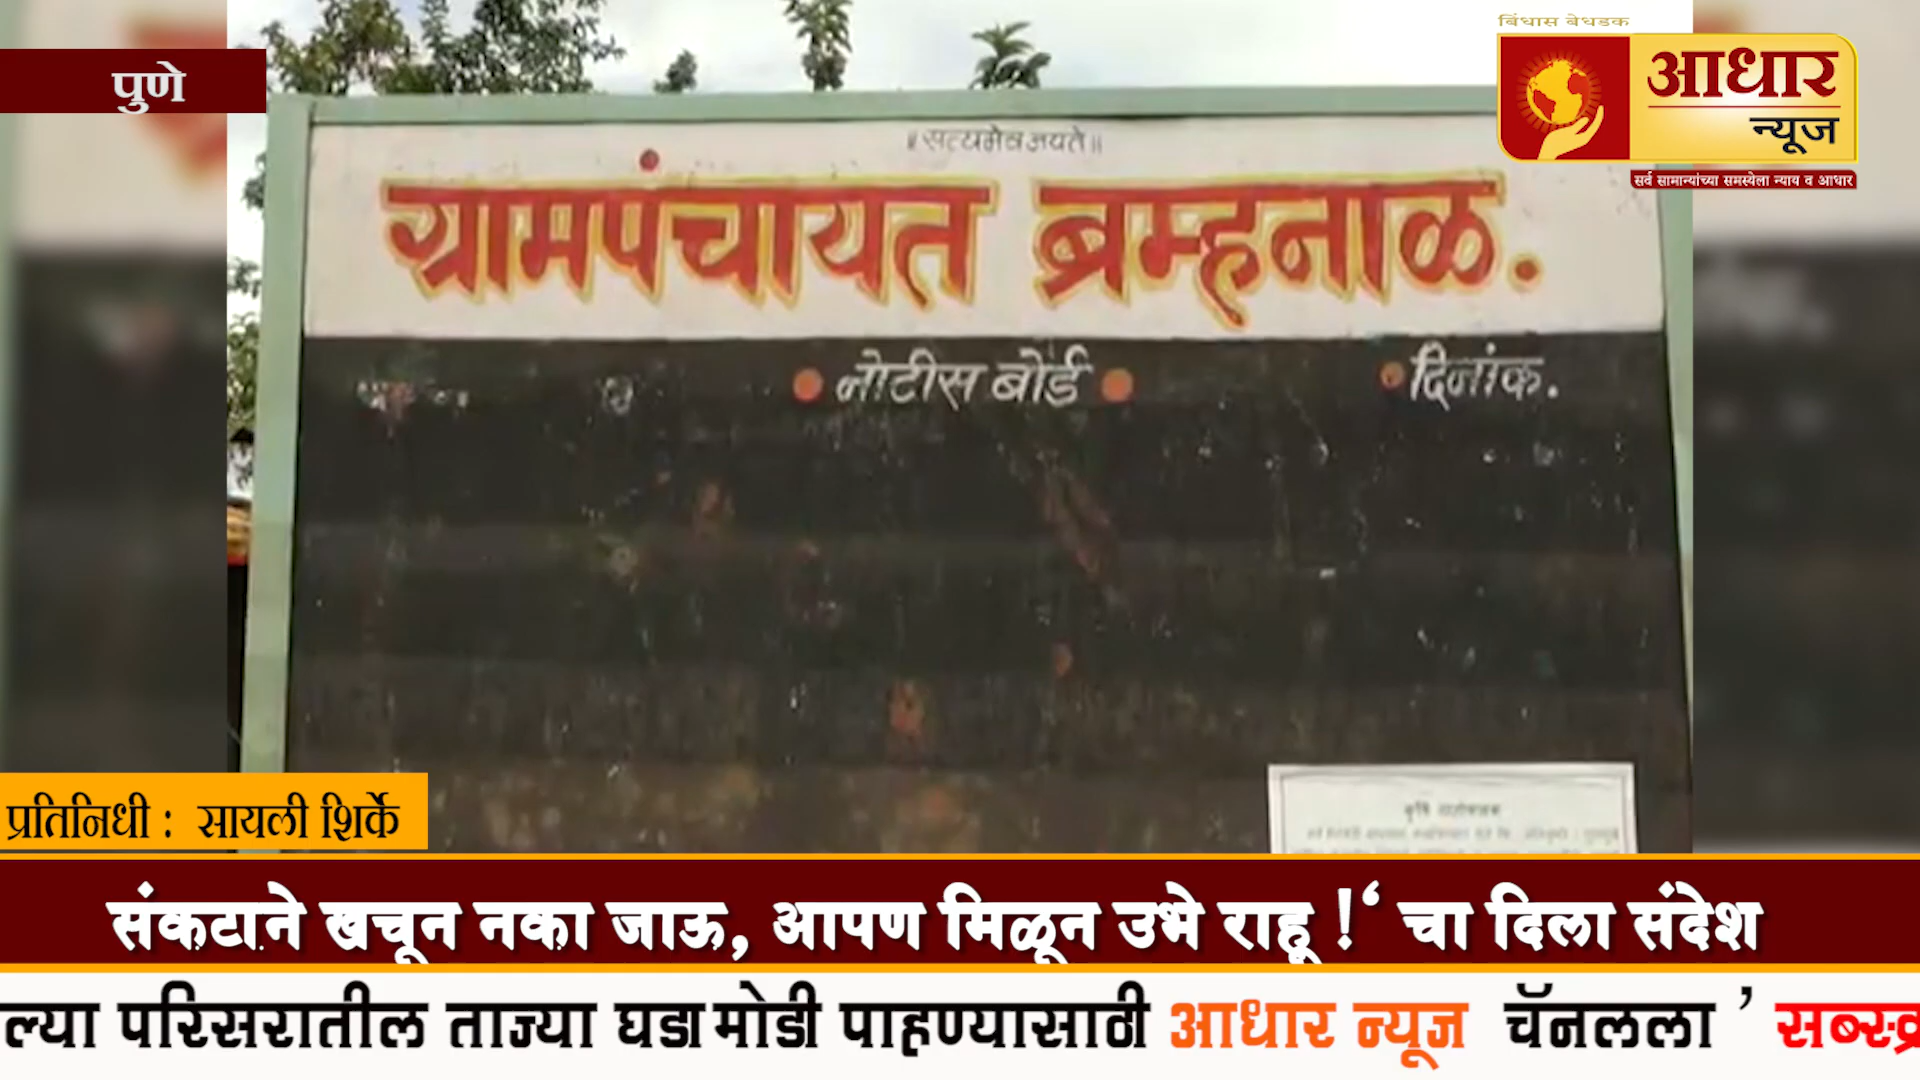 बिंधास बेधडक
पुणे
आधार
न्यूज
सर्व सामान्यांच्या समस्येला न्याय व आधार
॥सत्यमेव जयते॥
ग्रामपंचायत ब्रम्हनाळ.
नोटीस बोर्ड
दिनांक.
प्रतिनिधी : सायली शिर्के
संकटाने खचून नका जाऊ, आपण मिळून उभे राहू !‘ चा दिला संदेश
ल्या परिसरातील ताज्या घडामोडी पाहण्यासाठी आधार न्यूज चॅनलला ’ सब्स्क्र